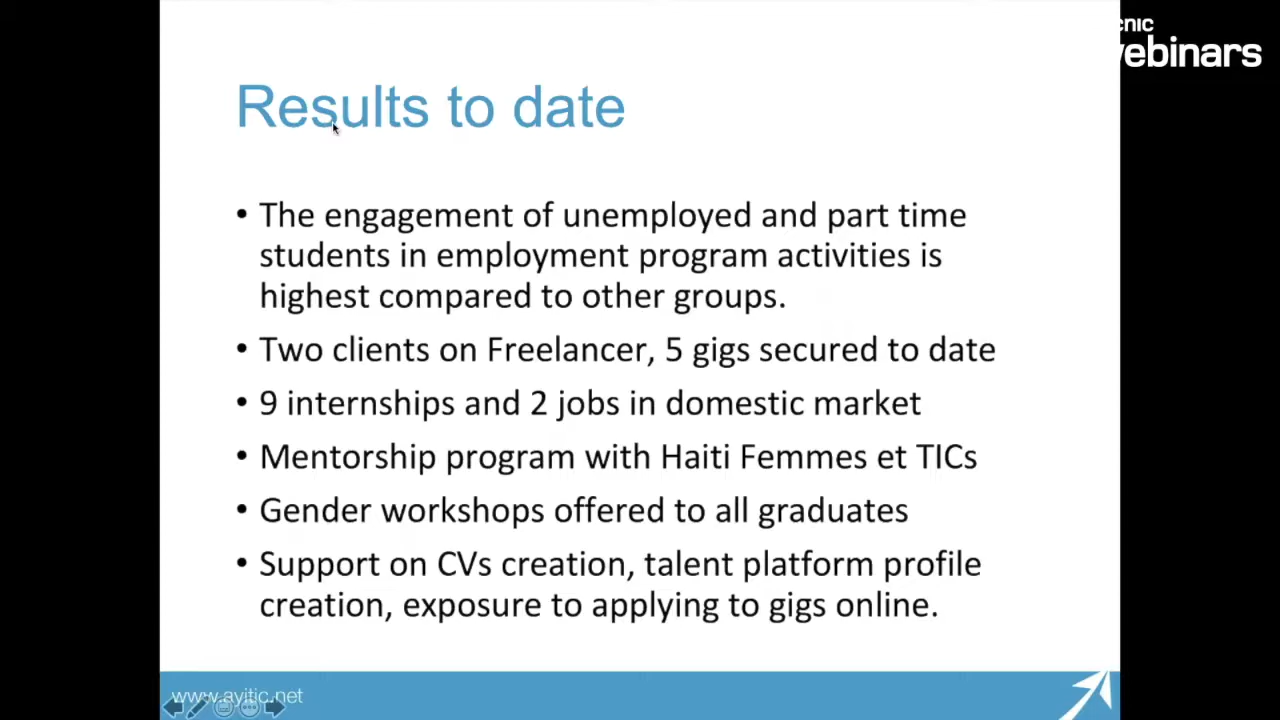 cnic
webinars
Results to date
• The engagement of unemployed and part time
students in employment program activities is
highest compared to other groups.
• Two clients on Freelancer, 5 gigs secured to date
• 9 internships and 2 jobs in domestic market
• Mentorship program with Haiti Femmes et TICs
• Gender workshops offered to all graduates
• Support on CVs creation, talent platform profile
creation, exposure to applying to gigs online.
www.ayitic.net